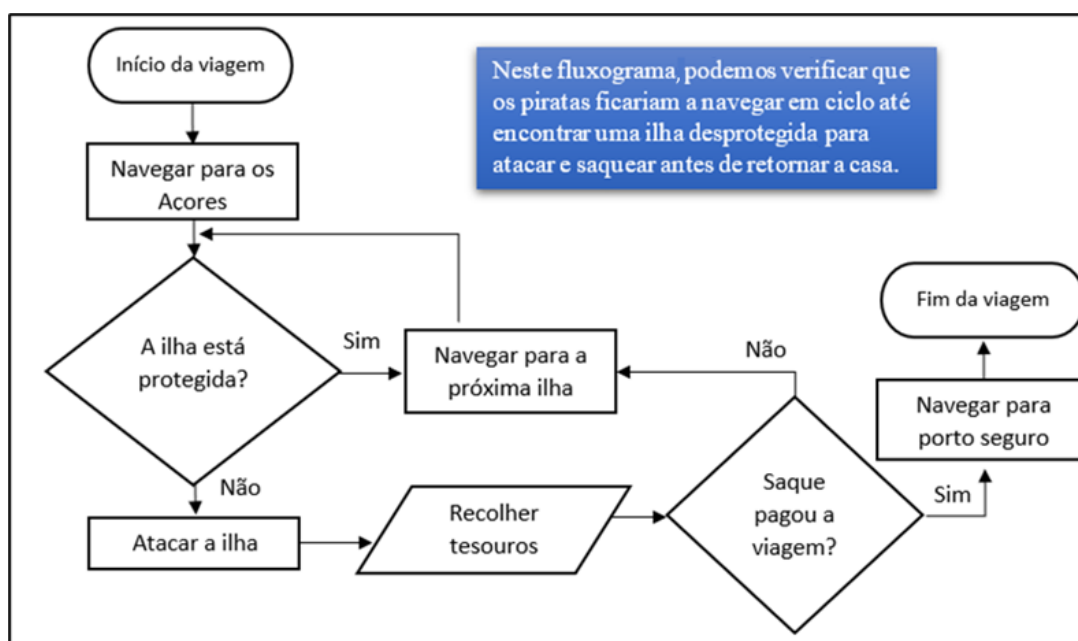 Início da viagem
Neste fluxograma, podemos verificar que
os piratas ficariam a navegar em ciclo até
encontrar uma ilha desprotegida para
atacar e saquear antes de retornar a casa.
Navegar para os
Açores
A ilha está
protegida?
Sim
Navegar para a
próxima ilha
Não
Fim da viagem
Navegar para
porto seguro
Não
Atacar a ilha
Recolher
tesouros
Saque
pagou a
viagem?
Sim